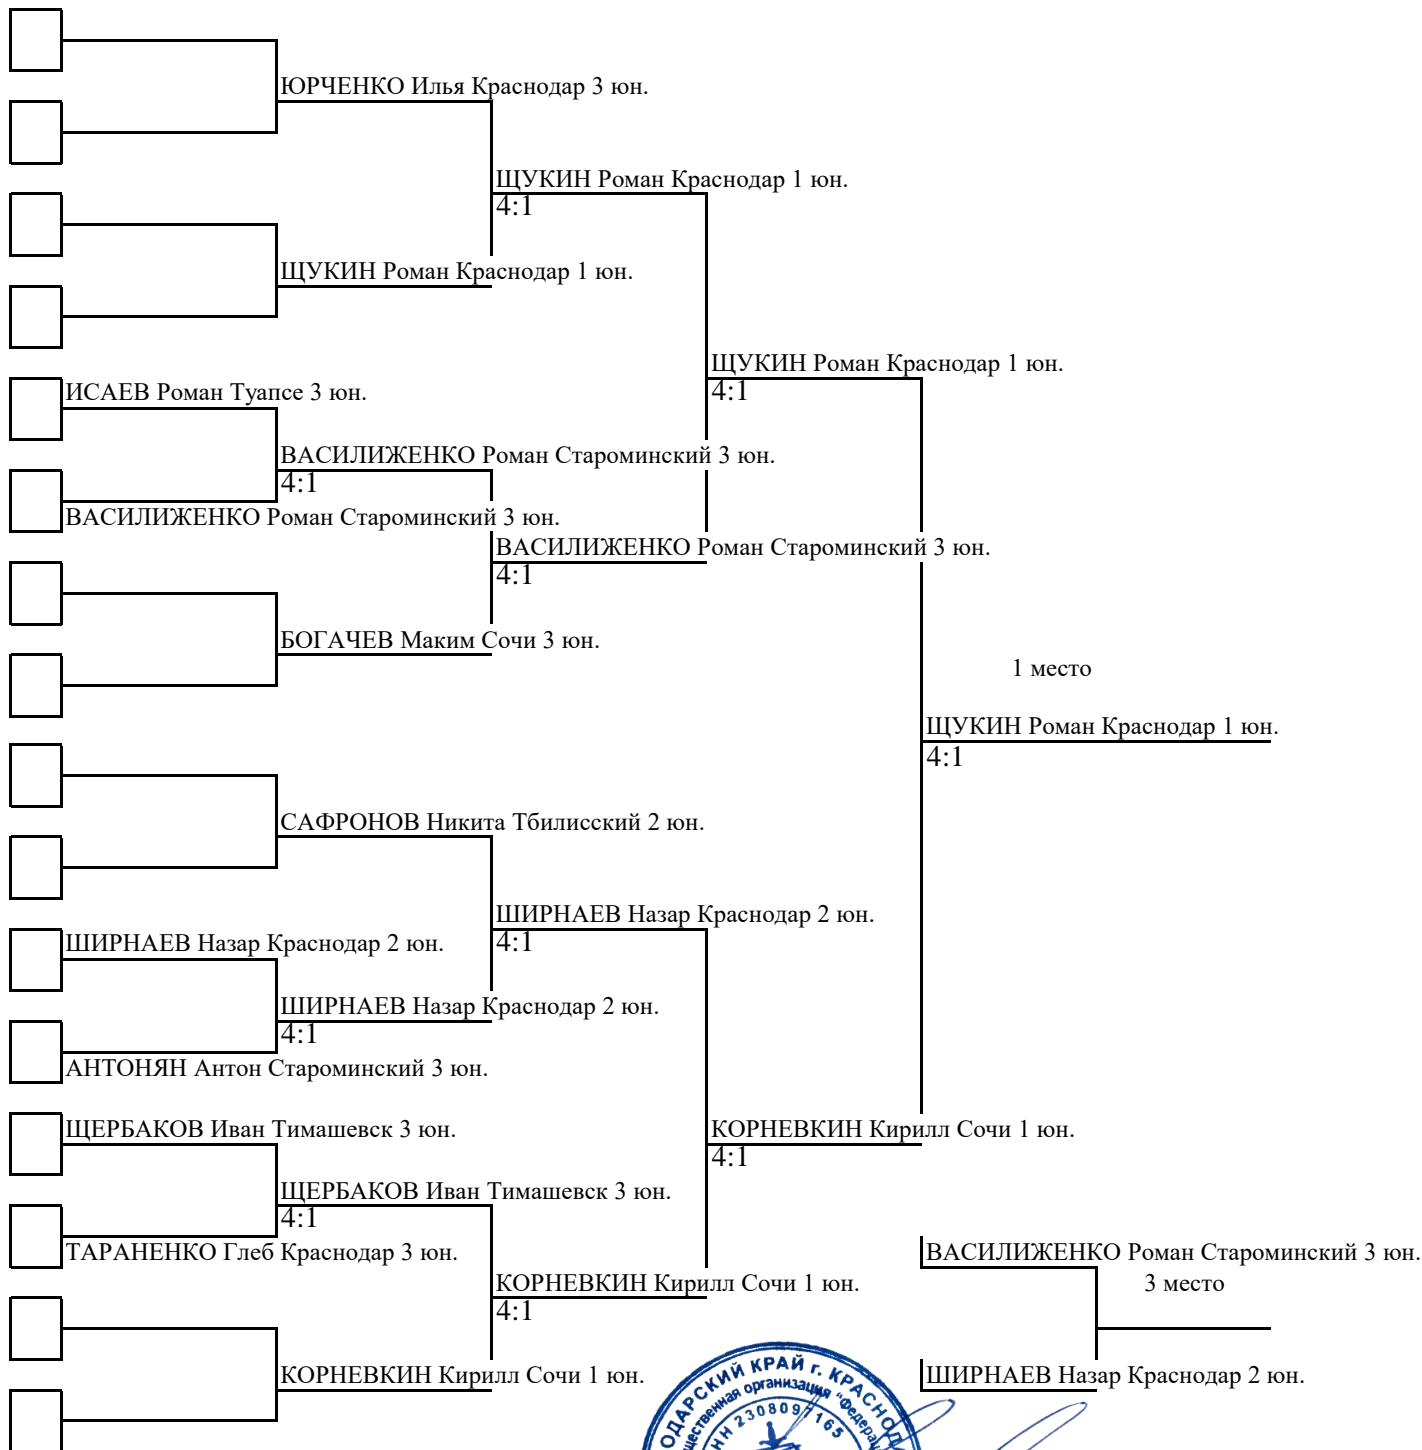 ЮРЧЕНКО Илья Краснодар 3 юн.
ЩУКИН Роман Краснодар 1 юн.
4:1
ЩУКИН Роман Краснодар 1 юн.
ЩУКИН Роман Краснодар 1 юн.
4:1
ИСАЕВ Роман Туапсе 3 юн.
ВАСИЛИЖЕНКО Роман Староминский 3 юн.
4:1
ВАСИЛИЖЕНКО Роман Староминский 3 юн.
ВАСИЛИЖЕНКО Роман Староминский 3 юн.
4:1
БОГАЧЕВ Маким Сочи 3 юн.
1 место
ЩУКИН Роман Краснодар 1 юн.
4:1
САФРОНОВ Никита Тбилисский 2 юн.
ШИРНАЕВ Назар Краснодар 2 юн.
4:1
ШИРНАЕВ Назар Краснодар 2 юн.
ШИРНАЕВ Назар Краснодар 2 юн.
4:1
АНТОНЯН Антон Староминский 3 юн.
ЩЕРБАКОВ Иван Тимашевск 3 юн.
КОРНЕВКИН Кирилл Сочи 1 юн.
4:1
ЩЕРБАКОВ Иван Тимашевск 3 юн.
4:1
ТАРАНЕНКО Глеб Краснодар 3 юн.
ВАСИЛИЖЕНКО Роман Староминский 3 юн.
КОРНЕВКИН Кирилл Сочи 1 юн.
4:1
3 место
КОРНЕВКИН Кирилл Сочи 1 юн.
ШИРНАЕВ Назар Краснодар 2 юн.
КРАЙ г.
организация
2308097165